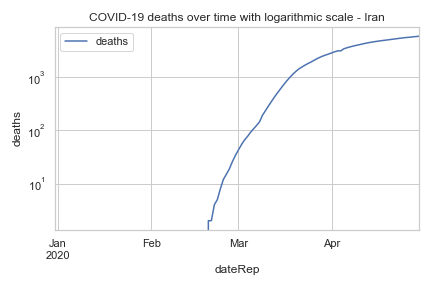 COVID-19 deaths over time with logarithmic scale - Iran
deaths
10³
10²
10¹
deaths
Jan Feb Mar Apr
2020
dateRep